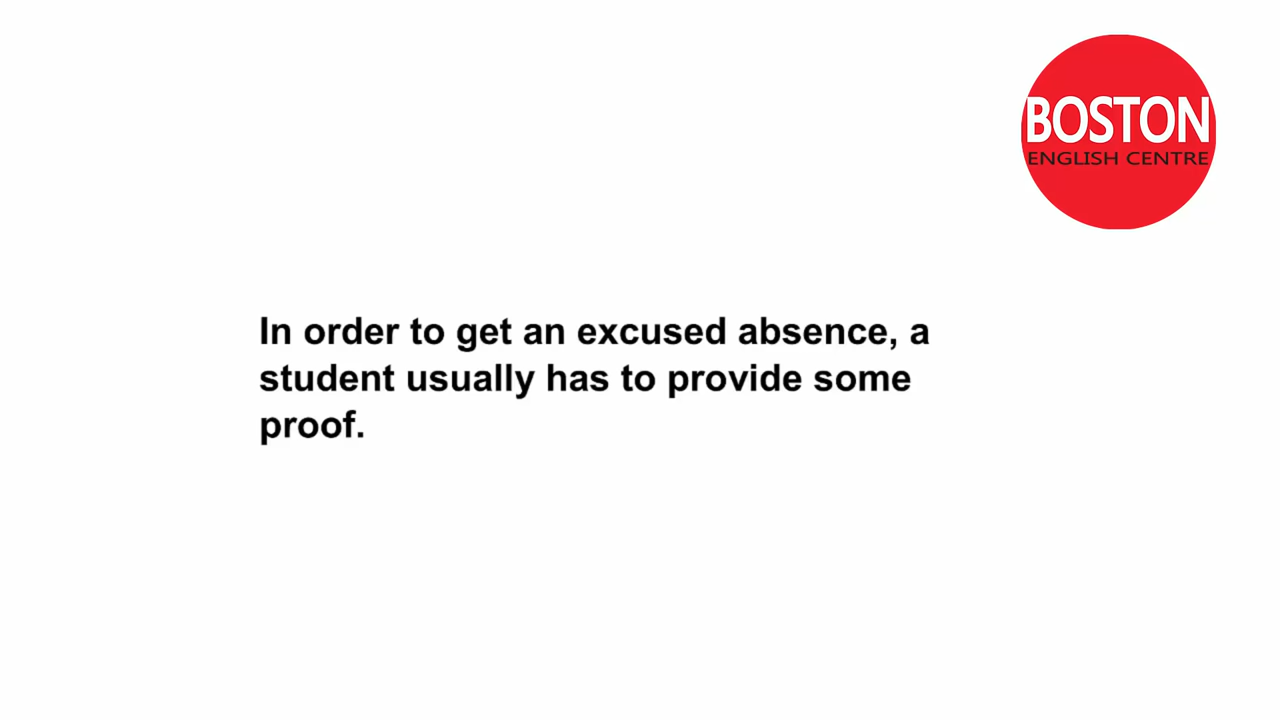 BOSTON
ENGLISH CENTRE
In order to get an excused absence, a
student usually has to provide some
proof.